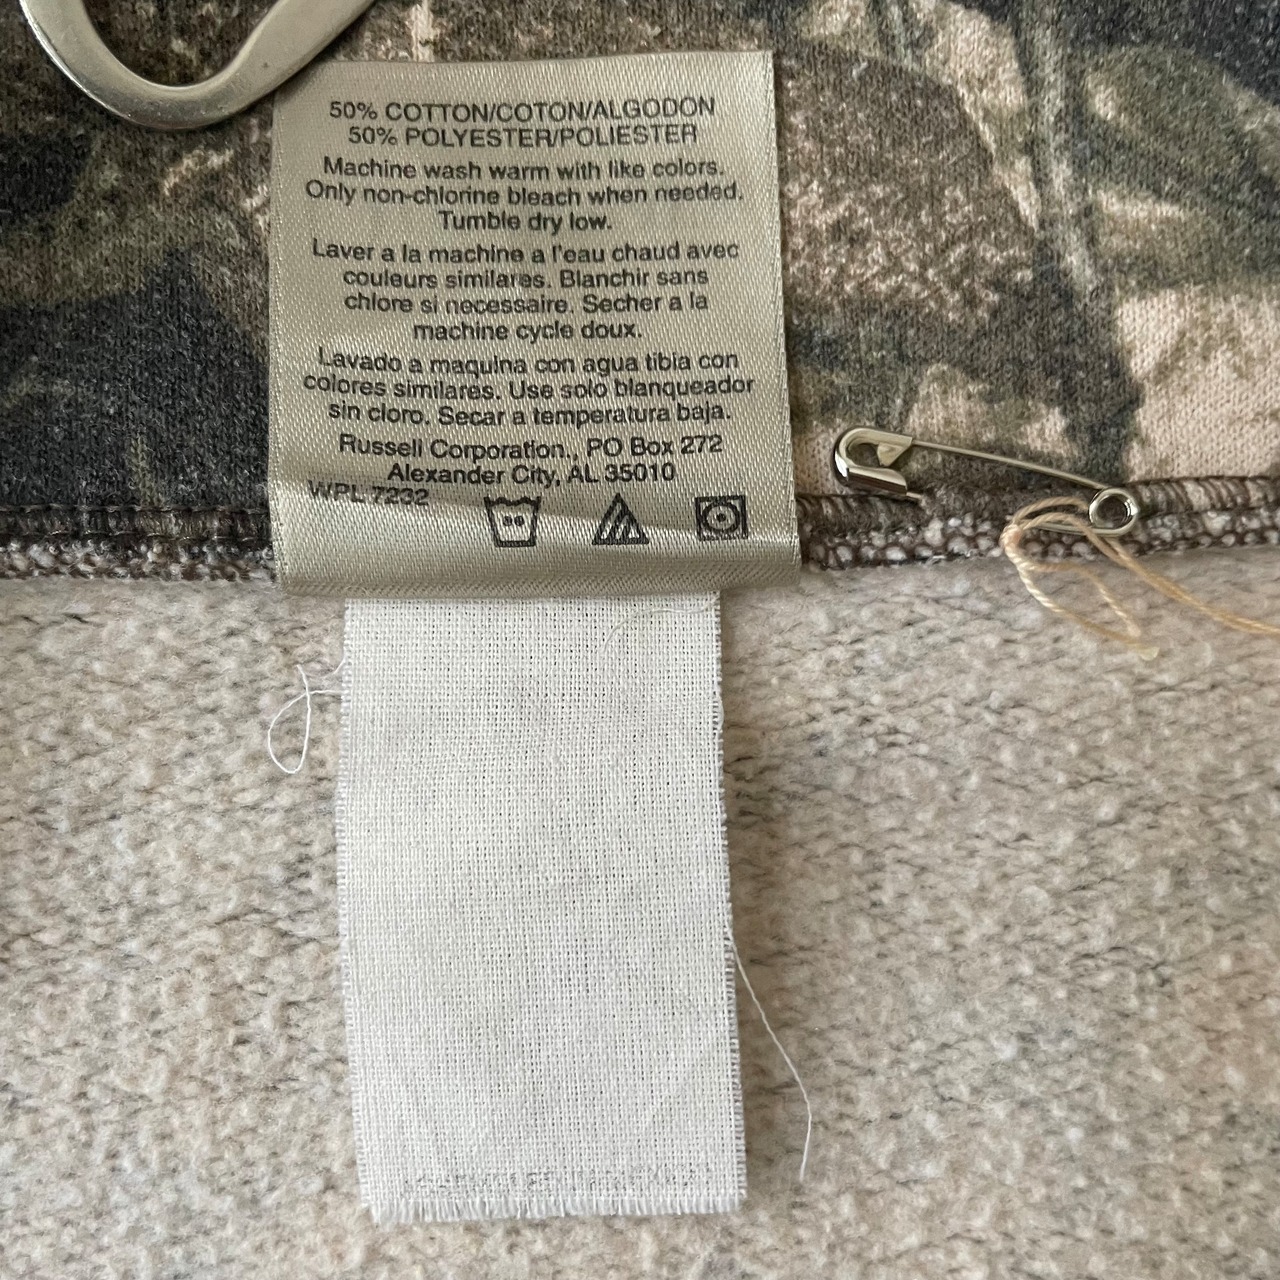 50% COTTON/COTON/ALGODON
50% POLYESTER/POLIESTER
Machine wash warm with like colors.
Only non-chlorine bleach when needed.
Tumble dry low.
Laver a la machine a l'eau chaud avec
couleurs similares. Blanchir sans
chlore si necessaire. Secher a la
machine cycle doux.
Lavado a maquina con agua tibia con
colores similares. Use solo blanqueador
sin cloro. Secar a temperatura baja.
Russell Corporation., PO Box 272
Alexander City, AL 35010
WPL 7232